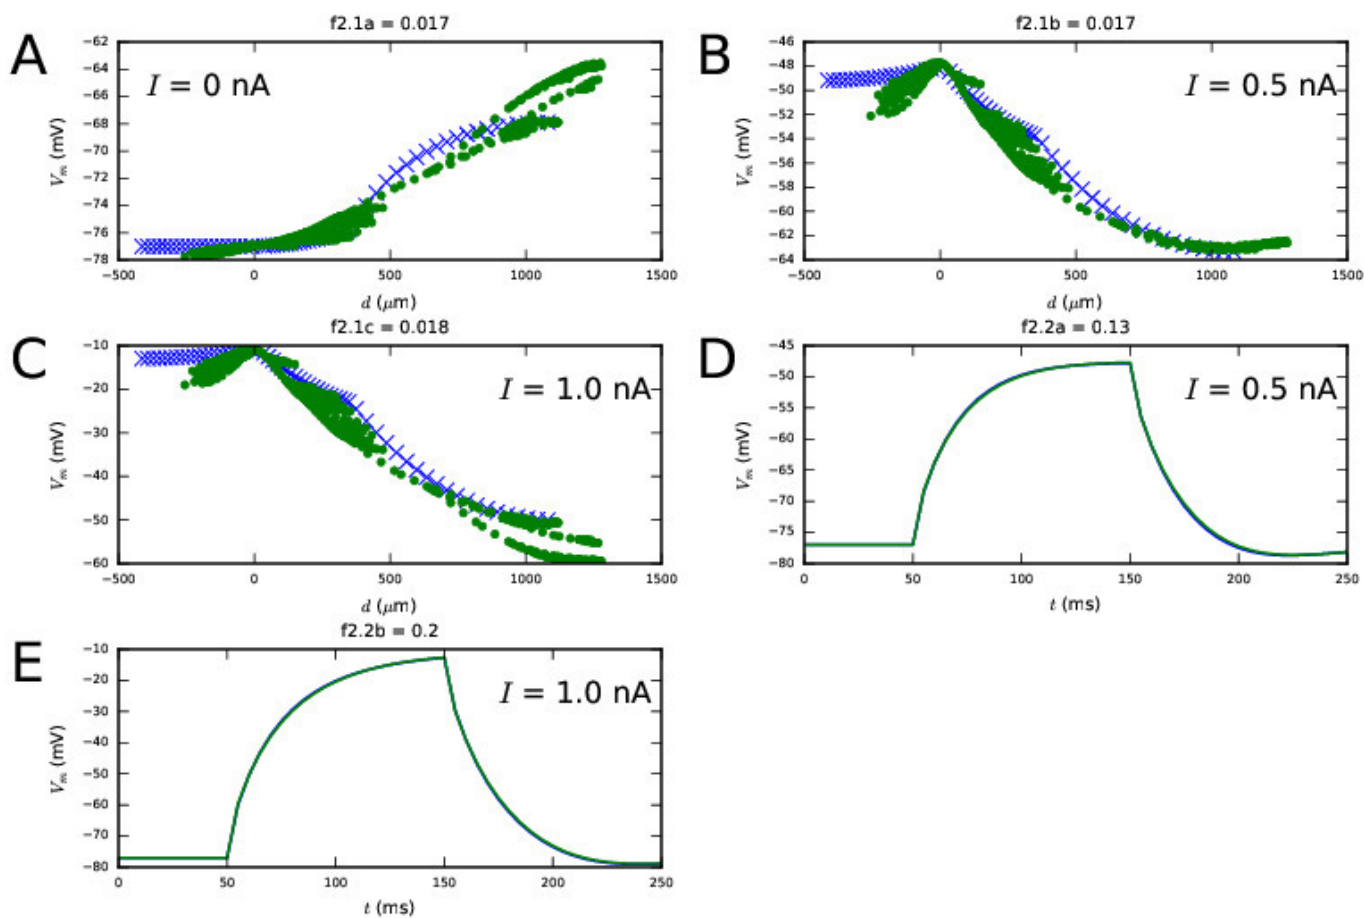 A
f2.1a = 0.017
I = 0 nA
−62
−64
−66
−68
−70
−72
−74
−76
−78
V_m (mV)
−500
0
500
1000
1500
d (μm)
B
f2.1b = 0.017
I = 0.5 nA
−46
−48
−50
−52
−54
−56
−58
−60
−62
−64
V_m (mV)
−500
0
500
1000
1500
d (μm)
C
f2.1c = 0.018
I = 1.0 nA
−10
−20
−30
−40
−50
−60
V_m (mV)
−500
0
500
1000
1500
d (μm)
D
f2.2a = 0.13
I = 0.5 nA
−45
−50
−55
−60
−65
−70
−75
−80
V_m (mV)
0
50
100
150
200
250
t (ms)
E
f2.2b = 0.2
I = 1.0 nA
−10
−20
−30
−40
−50
−60
−70
−80
V_m (mV)
0
50
100
150
200
250
t (ms)